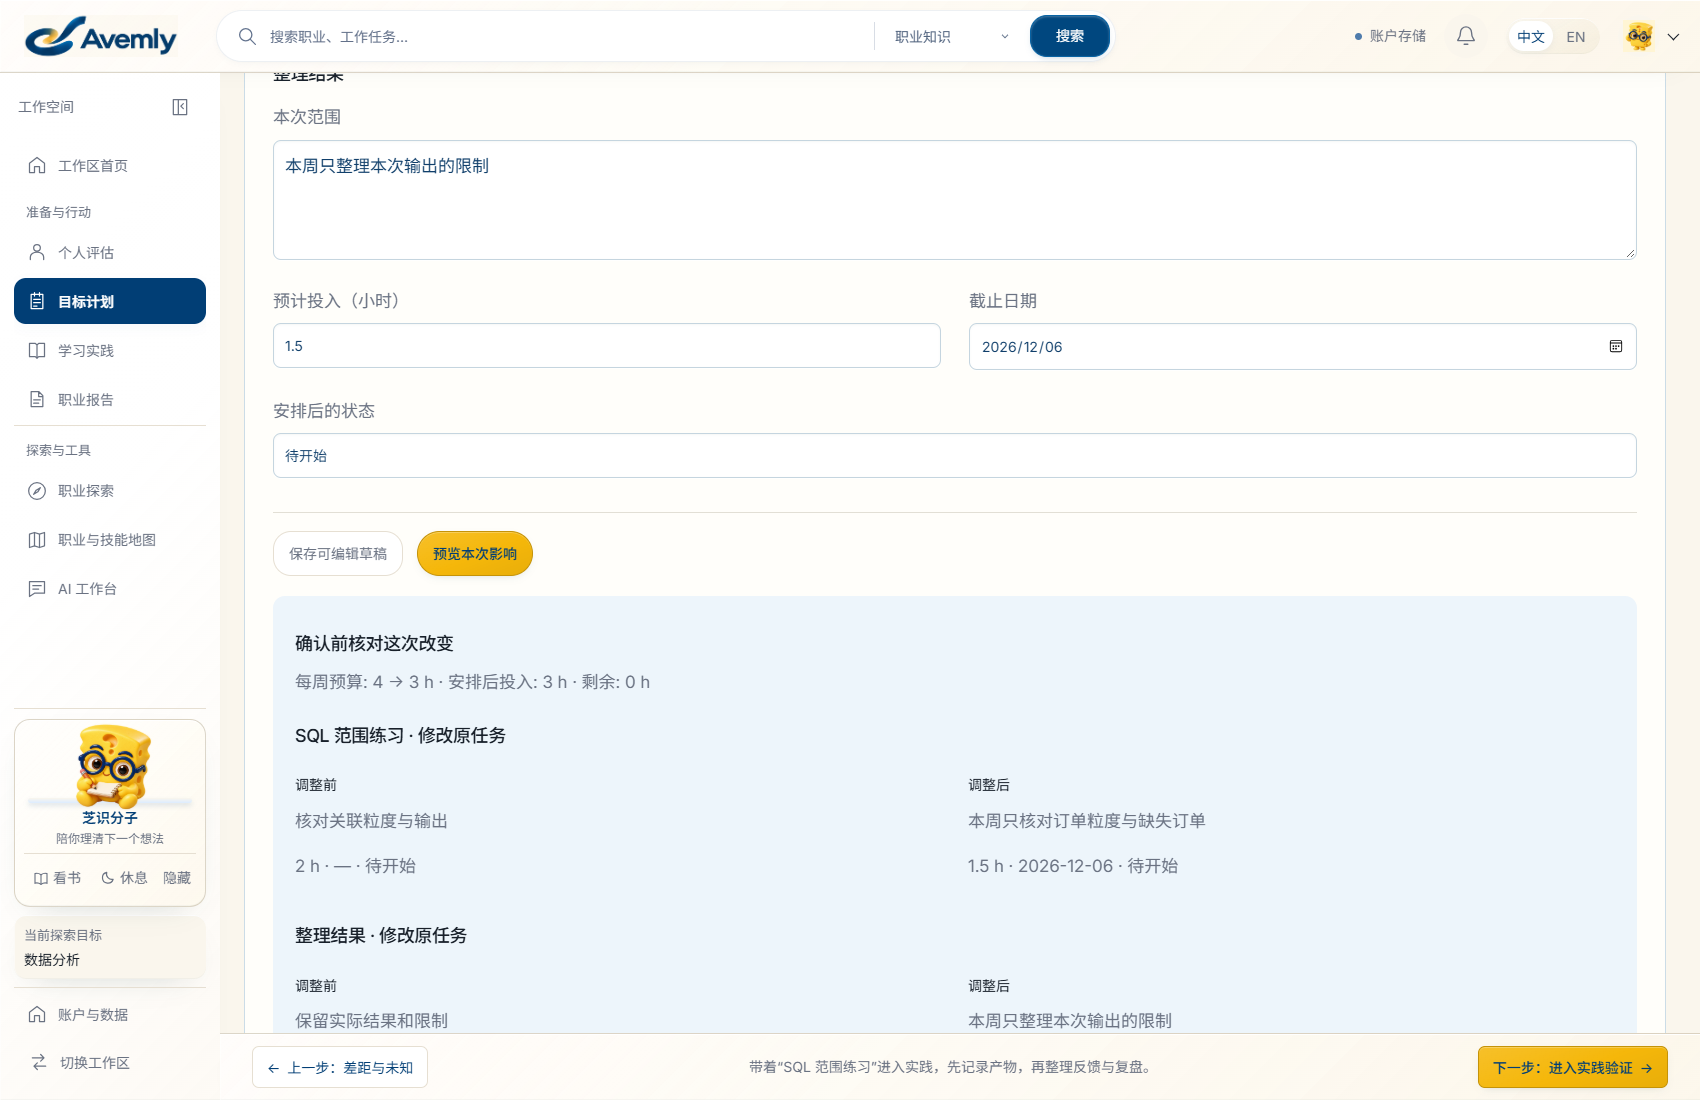 Avemly
搜索职业、工作任务...
职业知识
搜索
账户存储
中文
EN
工作空间
工作区首页
准备与行动
个人评估
目标计划
学习实践
职业报告
探索与工具
职业探索
职业与技能地图
AI 工作台
芝识分子
陪你理清下一个想法
看书
休息
隐藏
当前探索目标
数据分析
账户与数据
切换工作区
整理结果
本次范围
本周只整理本次输出的限制
预计投入（小时）
截止日期
1.5
2026/12/06
安排后的状态
待开始
保存可编辑草稿
预览本次影响
确认前核对这次改变
每周预算: 4 → 3 h · 安排后投入: 3 h · 剩余: 0 h
SQL 范围练习 · 修改原任务
调整前
调整后
核对关联粒度与输出
本周只核对订单粒度与缺失订单
2 h · — · 待开始
1.5 h · 2026-12-06 · 待开始
整理结果 · 修改原任务
调整前
调整后
保留实际结果和限制
本周只整理本次输出的限制
← 上一步：差距与未知
带着“SQL 范围练习”进入实践，先记录产物，再整理反馈与复盘。
下一步：进入实践验证 →